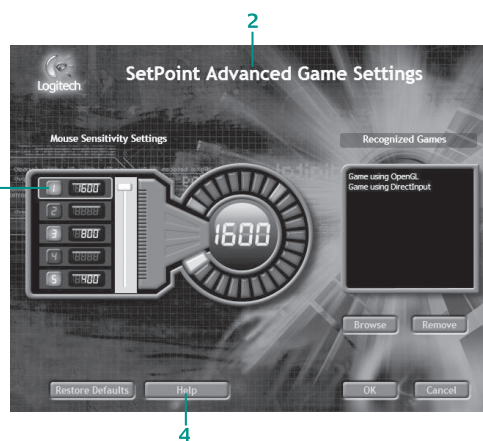 2
Logitech
SetPoint Advanced Game Settings
Mouse Sensitivity Settings
Recognized Games
1 1600
2
3 800
4
5 400
1600
Game using OpenGL
Game using DirectInput
Browse
Remove
Restore Defaults
Help
OK
Cancel
4